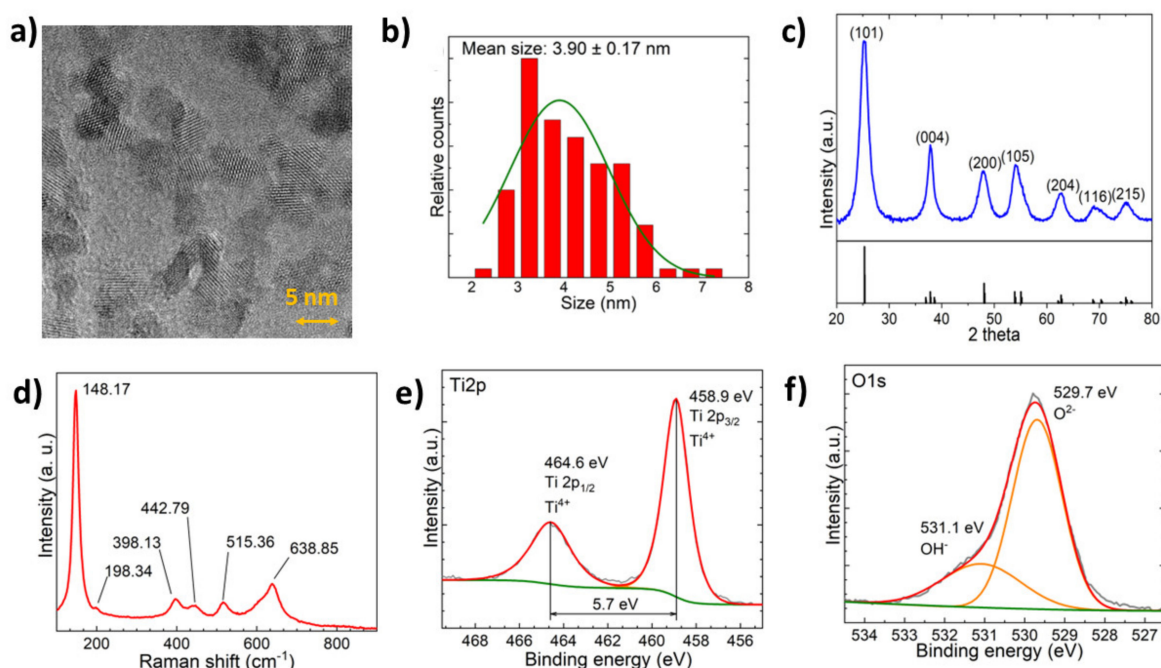 a)
5 nm
b)
Mean size: 3.90 ± 0.17 nm
Relative counts
2 3 4 5 6 7 8
Size (nm)
c)
(101)
(004)
(200) (105)
(204)
(116) (215)
Intensity (a.u.)
20 30 40 50 60 70 80
2 theta
d)
148.17
442.79
398.13
198.34
515.36
638.85
Intensity (a. u.)
200 400 600 800
Raman shift (cm⁻¹)
e)
Ti2p
458.9 eV
Ti 2p₃/₂
Ti⁴⁺
464.6 eV
Ti 2p₁/₂
Ti⁴⁺
5.7 eV
Intensity (a.u.)
468 466 464 462 460 458 456
Binding energy (eV)
f)
O1s
529.7 eV
O²⁻
531.1 eV
OH⁻
Intensity (a.u.)
534 533 532 531 530 529 528 527
Binding energy (eV)